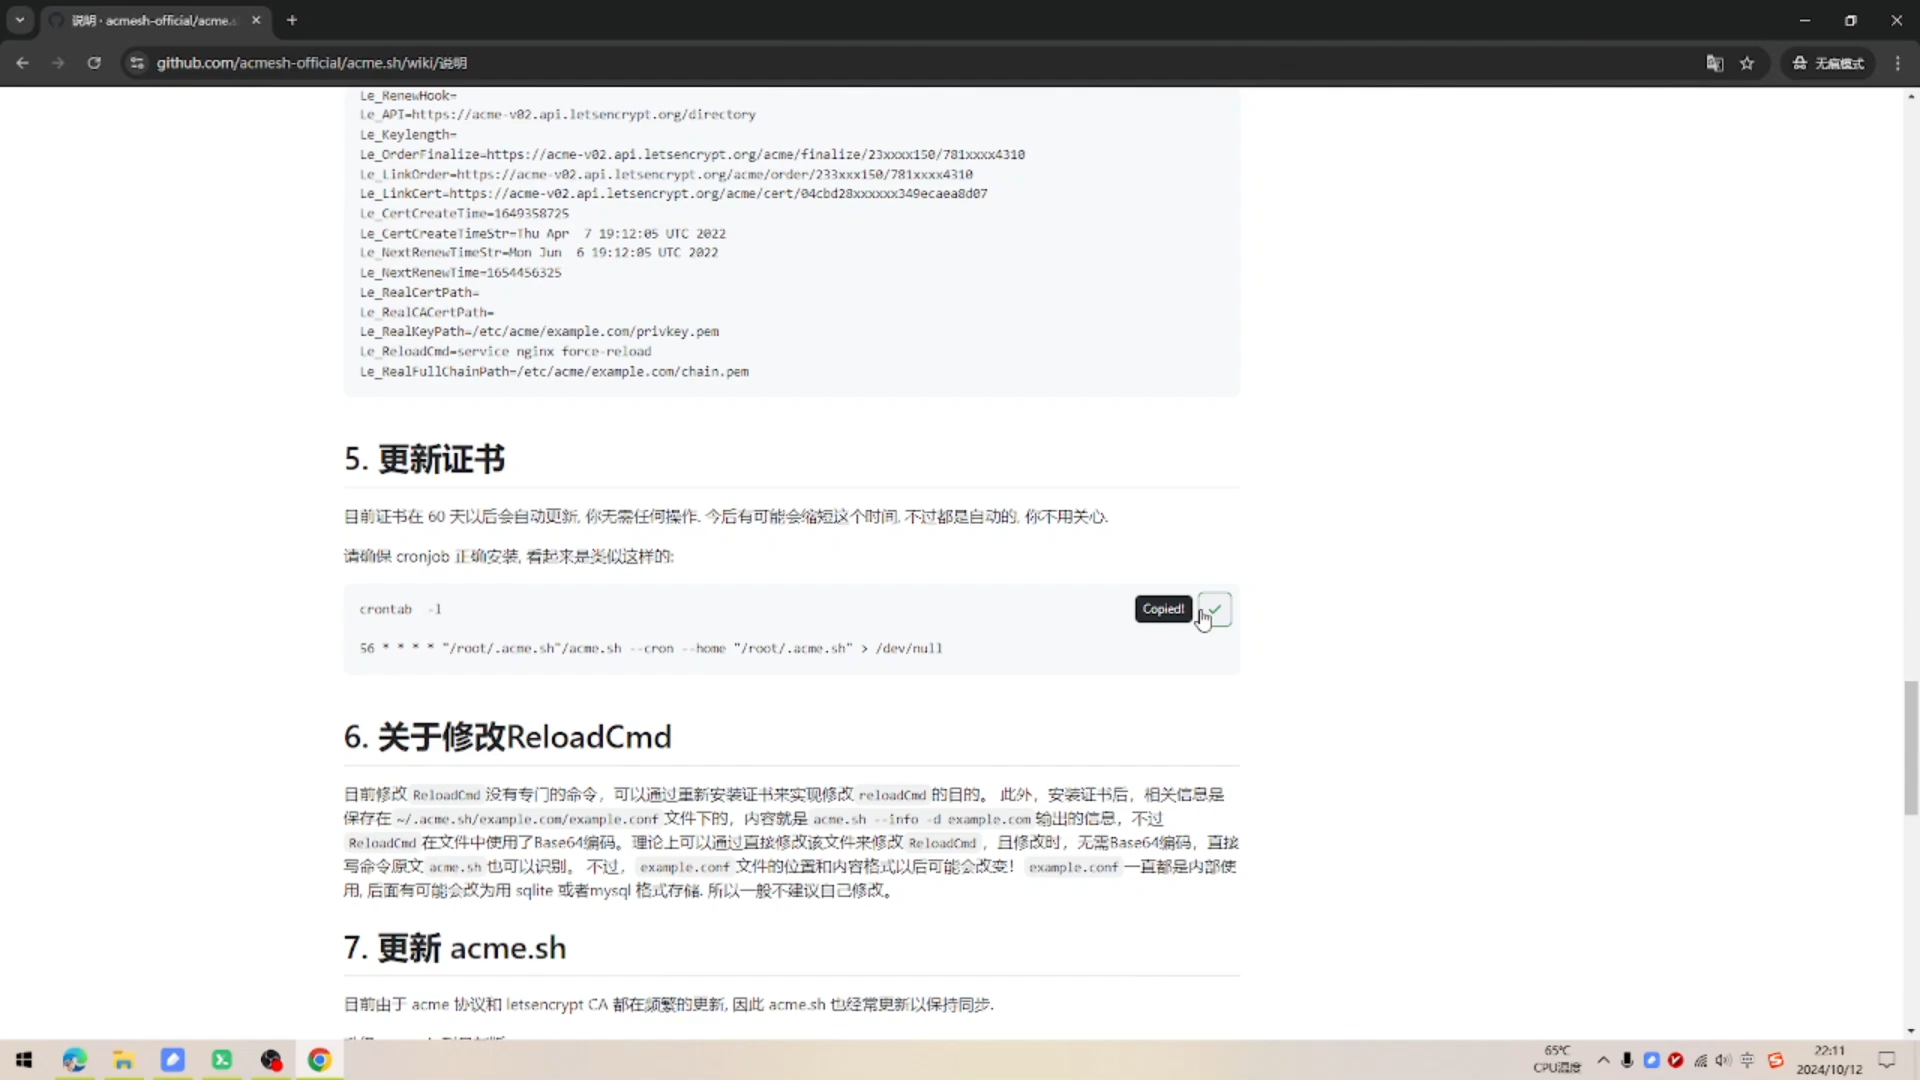 说明 · acmesh-official/acme.s
github.com/acmesh-official/acme.sh/wiki/说明
无痕模式
Le_RenewHook=
Le_API=https://acme-v02.api.letsencrypt.org/directory
Le_Keylength=
Le_OrderFinalize=https://acme-v02.api.letsencrypt.org/acme/finalize/23xxxx150/781xxxx4310
Le_LinkOrder=https://acme-v02.api.letsencrypt.org/acme/order/233xxx150/781xxxx4310
Le_LinkCert=https://acme-v02.api.letsencrypt.org/acme/cert/04cbd28xxxxxx349ecaea8d07
Le_CertCreateTime=1649358725
Le_CertCreateTimeStr=Thu Apr  7 19:12:05 UTC 2022
Le_NextRenewTimeStr=Mon Jun  6 19:12:05 UTC 2022
Le_NextRenewTime=1654456325
Le_RealCertPath=
Le_RealCACertPath=
Le_RealKeyPath=/etc/acme/example.com/privkey.pem
Le_ReloadCmd=service nginx force-reload
Le_RealFullChainPath=/etc/acme/example.com/chain.pem
5. 更新证书
目前证书在 60 天以后会自动更新, 你无需任何操作. 今后有可能会缩短这个时间, 不过都是自动的, 你不用关心.
请确保 cronjob 正确安装, 看起来是类似这样的:
crontab  -l
Copied!
56 * * * * "/root/.acme.sh"/acme.sh --cron --home "/root/.acme.sh" > /dev/null
6. 关于修改ReloadCmd
目前修改 ReloadCmd 没有专门的命令，可以通过重新安装证书来实现修改 reloadCmd 的目的。 此外，安装证书后，相关信息是
保存在 ~/.acme.sh/example.com/example.conf 文件下的，内容就是 acme.sh --info -d example.com 输出的信息，不过
ReloadCmd 在文件中使用了Base64编码。理论上可以通过直接修改该文件来修改 ReloadCmd ，且修改时，无需Base64编码，直接
写命令原文 acme.sh 也可以识别。 不过， example.conf 文件的位置和内容格式以后可能会改变！ example.conf 一直都是内部使
用, 后面有可能会改为用 sqlite 或者mysql 格式存储. 所以一般不建议自己修改。
7. 更新 acme.sh
目前由于 acme 协议和 letsencrypt CA 都在频繁的更新, 因此 acme.sh 也经常更新以保持同步.
65℃
CPU温度
22:11
2024/10/12